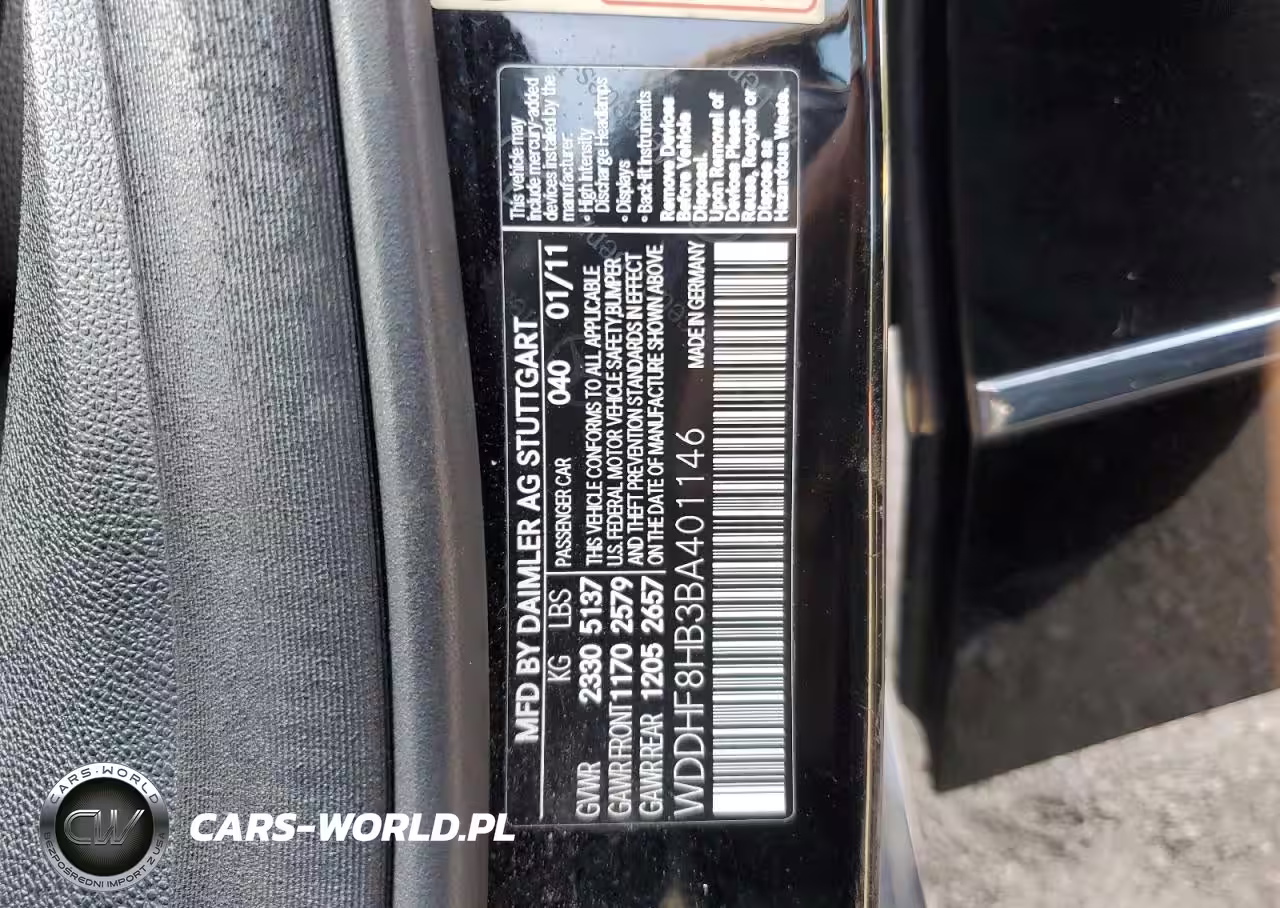 MFD BY DAIMLER AG STUTTGART
KG LBS
PASSENGER CAR 040 01/11
GVWR 2330 5137
GAWR FRONT 1170 2579
GAWR REAR 1205 2657
THIS VEHICLE CONFORMS TO ALL APPLICABLE
U.S. FEDERAL MOTOR VEHICLE SAFETY,BUMPER
AND THEFT PREVENTION STANDARDS IN EFFECT
ON THE DATE OF MANUFACTURE SHOWN ABOVE.
WDDHF8HB3BA401146 MADE IN GERMANY
This vehicle may
include mercury-added
devices installed by the
manufacturer:
• High Intensity
Discharge Headlamps
• Displays
• Back-lit Instruments
Remove Devices
Before Vehicle
Disposal.
Upon Removal of
Devices Please
Reuse, Recycle or
Dispose as
Hazardous Waste.
CARS-WORLD
CW
BEZPOŚREDNI IMPORT Z USA
CARS-WORLD.PL